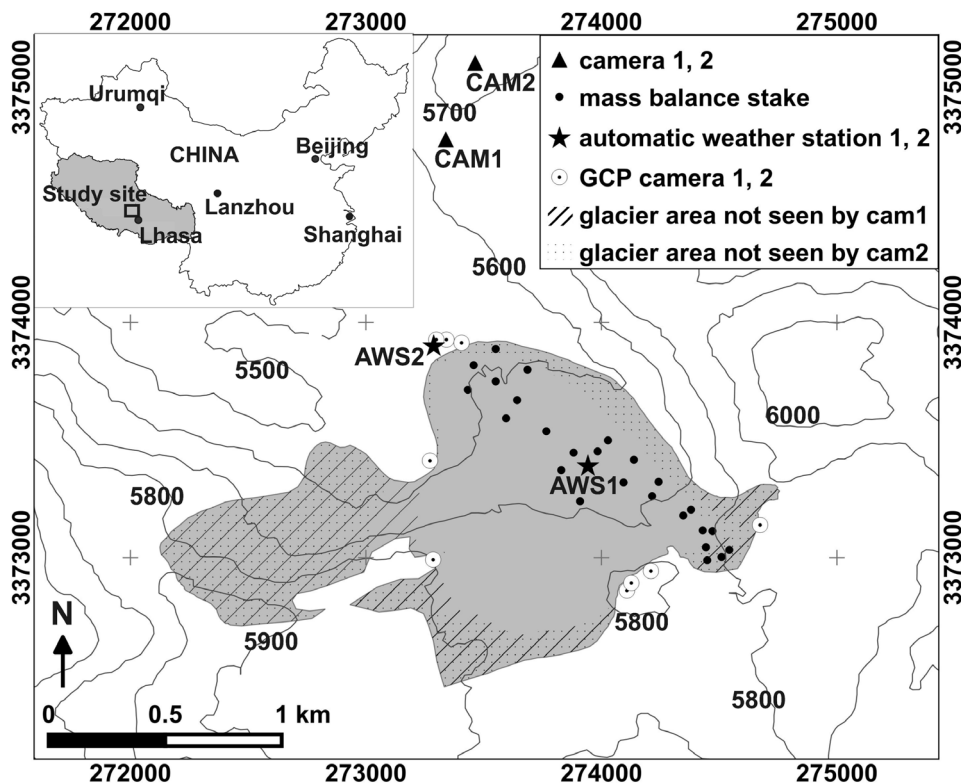 272000
273000
274000
275000
3375000
3375000
Urumqi
CHINA
Beijing
Study site
Lanzhou
Lhasa
Shanghai
CAM2
5700
CAM1
camera 1, 2
mass balance stake
automatic weather station 1, 2
GCP camera 1, 2
glacier area not seen by cam1
glacier area not seen by cam2
5600
3374000
3374000
AWS2
5500
6000
AWS1
5800
3373000
3373000
N
5900
5800
5800
0
0.5
1 km
272000
273000
274000
275000